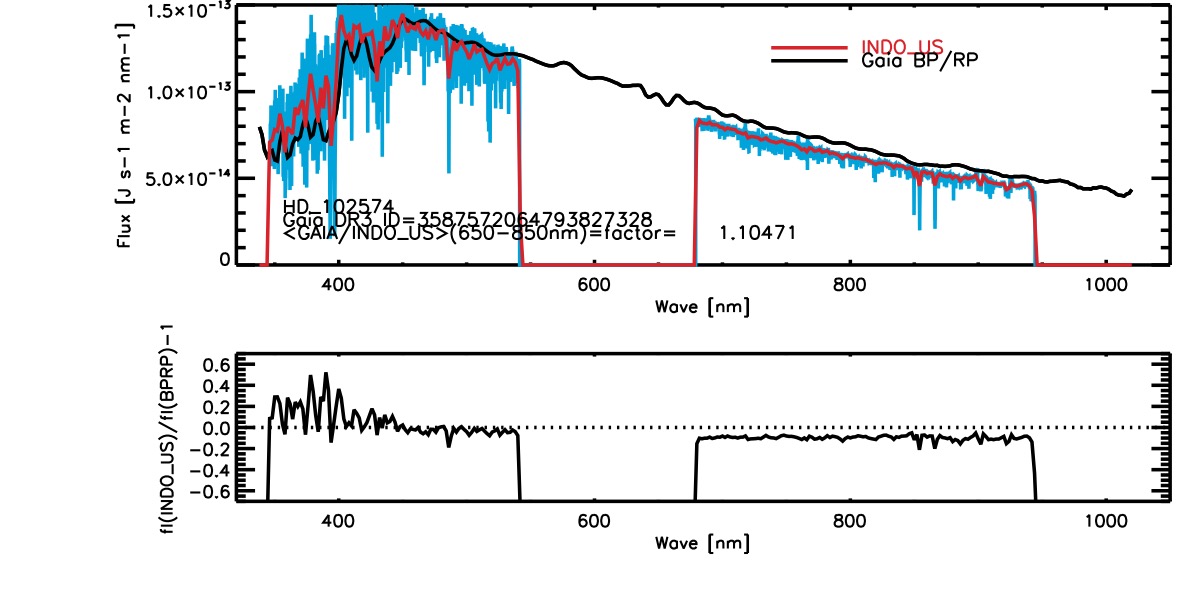 1.5×10−13
1.0×10−13
5.0×10−14
0
Flux [J s−1 m−2 nm−1]
INDO_US
Gaia BP/RP
HD_102574
Gaia DR3 ID=3587572064793827328
<GAIA/INDO_US>(650−850nm)=factor= 1.10471
400 600 800 1000
Wave [nm]
fl(INDO_US)/fl(BPRP)−1
0.6
0.4
0.2
0.0
−0.2
−0.4
−0.6
400 600 800 1000
Wave [nm]